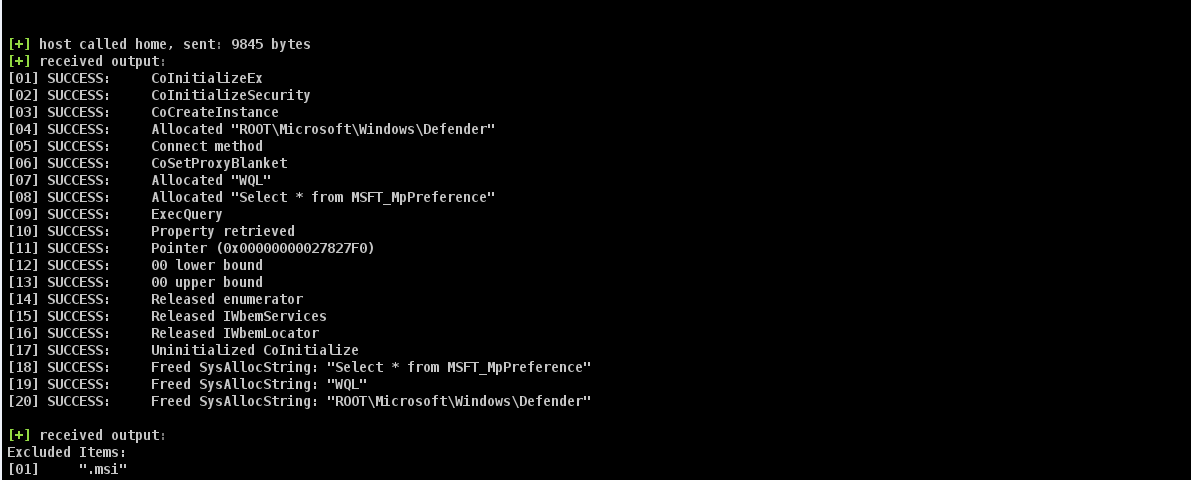 [+] host called home, sent: 9845 bytes
[+] received output:
[01] SUCCESS: CoInitializeEx
[02] SUCCESS: CoInitializeSecurity
[03] SUCCESS: CoCreateInstance
[04] SUCCESS: Allocated "ROOT\Microsoft\Windows\Defender"
[05] SUCCESS: Connect method
[06] SUCCESS: CoSetProxyBlanket
[07] SUCCESS: Allocated "WQL"
[08] SUCCESS: Allocated "Select * from MSFT_MpPreference"
[09] SUCCESS: ExecQuery
[10] SUCCESS: Property retrieved
[11] SUCCESS: Pointer (0x00000000027827F0)
[12] SUCCESS: 00 lower bound
[13] SUCCESS: 00 upper bound
[14] SUCCESS: Released enumerator
[15] SUCCESS: Released IWbemServices
[16] SUCCESS: Released IWbemLocator
[17] SUCCESS: Uninitialized CoInitialize
[18] SUCCESS: Freed SysAllocString: "Select * from MSFT_MpPreference"
[19] SUCCESS: Freed SysAllocString: "WQL"
[20] SUCCESS: Freed SysAllocString: "ROOT\Microsoft\Windows\Defender"
[+] received output:
Excluded Items:
[01] ".msi"